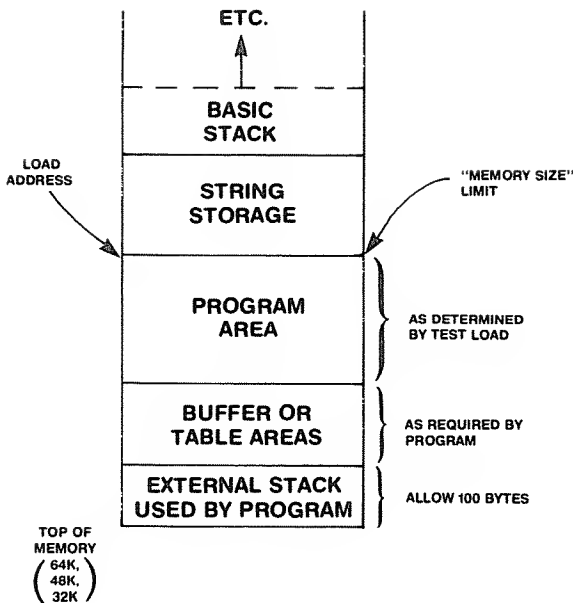 ETC.
BASIC
STACK
LOAD
ADDRESS
"MEMORY SIZE"
LIMIT
STRING
STORAGE
PROGRAM
AREA
AS DETERMINED
BY TEST LOAD
BUFFER OR
TABLE AREAS
AS REQUIRED BY
PROGRAM
EXTERNAL STACK
USED BY PROGRAM
ALLOW 100 BYTES
TOP OF
MEMORY
(64K,
48K,
32K)